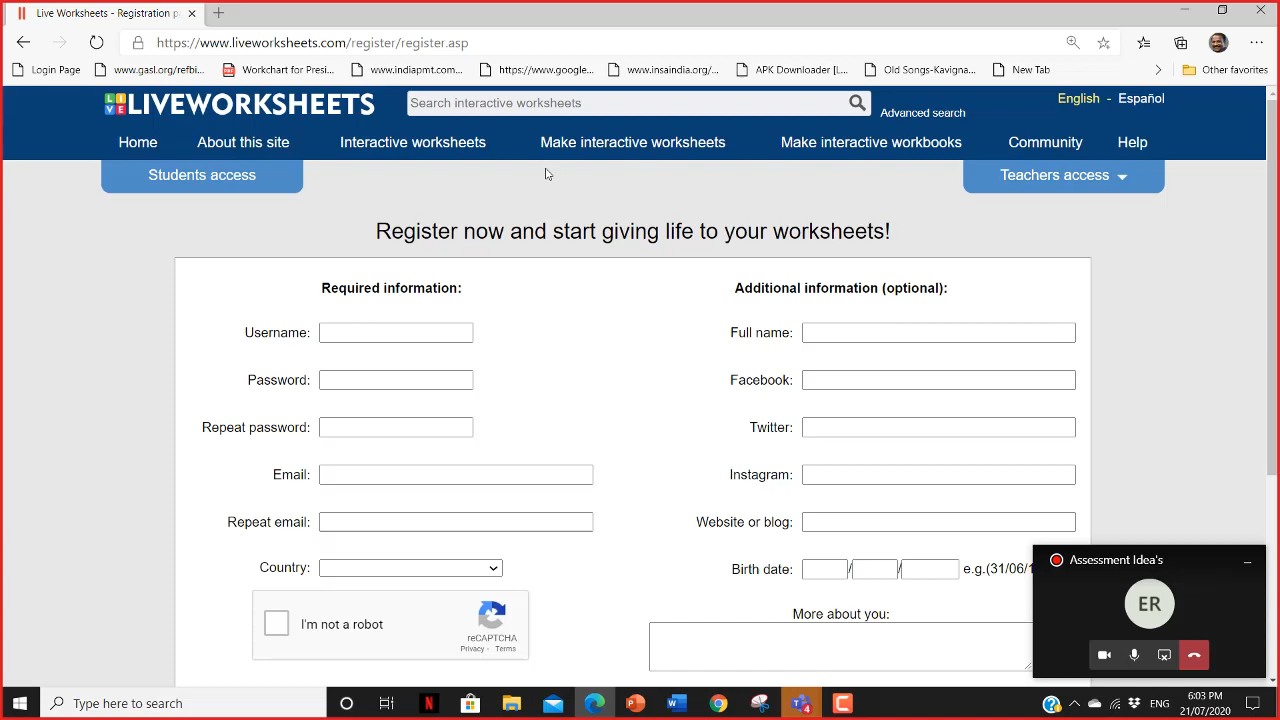 Live Worksheets - Registration p
https://www.liveworksheets.com/register/register.asp
Login Page
www.gasl.org/refbi...
Workchart for Presi...
www.indiapmt.com/...
https://www.google...
www.insaindia.org/...
APK Downloader [L...
Old Songs(Kavigna...
New Tab
Other favorites
LIVE
LIVEWORKSHEETS
Search interactive worksheets
Advanced search
English - Español
Home
About this site
Interactive worksheets
Make interactive worksheets
Make interactive workbooks
Community
Help
Students access
Teachers access
Register now and start giving life to your worksheets!
Required information:
Additional information (optional):
Username:
Full name:
Password:
Facebook:
Repeat password:
Twitter:
Email:
Instagram:
Repeat email:
Website or blog:
Country:
Birth date: / / e.g.(31/06/1
I'm not a robot
reCAPTCHA
Privacy - Terms
More about you:
Assessment Idea's
ER
Type here to search
4
ENG
6:03 PM
21/07/2020